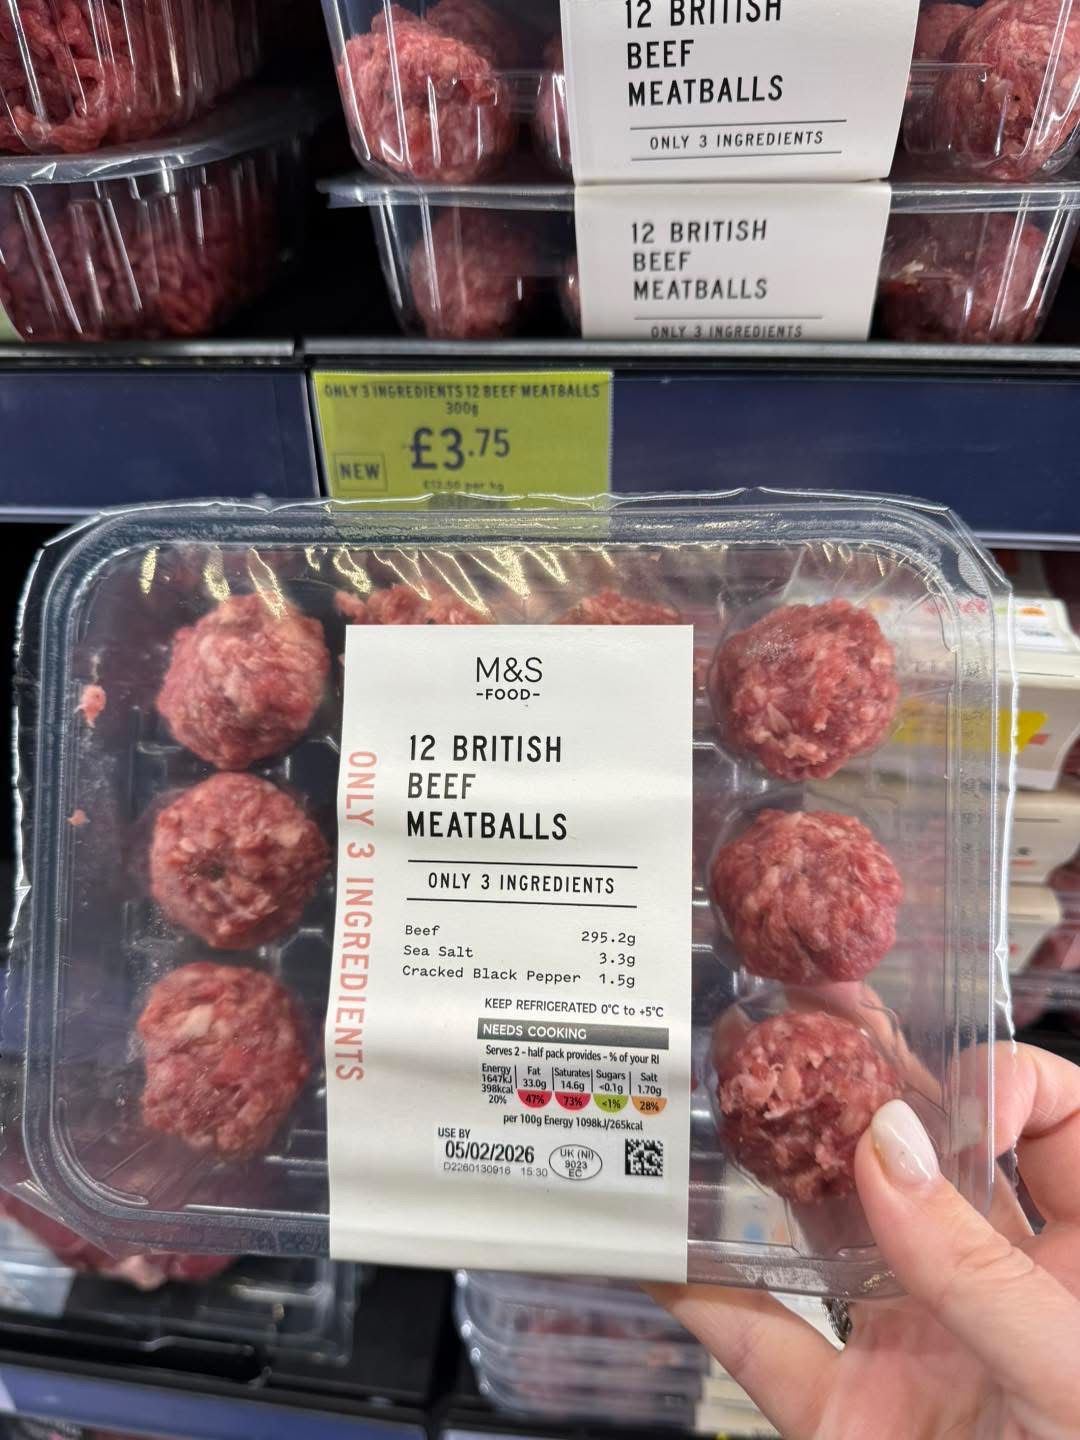 12 BRITISH
BEEF
MEATBALLS
ONLY 3 INGREDIENTS
12 BRITISH
BEEF
MEATBALLS
ONLY 3 INGREDIENTS
ONLY 3 INGREDIENTS 12 BEEF MEATBALLS
300g
£3.75
NEW
£12.50 per kg
M&S
-FOOD-
12 BRITISH
BEEF
MEATBALLS
ONLY 3 INGREDIENTS
ONLY 3 INGREDIENTS
Beef 295.2g
Sea Salt 3.3g
Cracked Black Pepper 1.5g
KEEP REFRIGERATED 0°C to +5°C
NEEDS COOKING
Serves 2 - half pack provides - % of your RI
Energy Fat Saturates Sugars Salt
1647kJ 33.0g 14.6g <0.1g 1.70g
398kcal
20% 47% 73% <1% 28%
per 100g Energy 1098kJ/265kcal
USE BY
05/02/2026
D2260130916 15:30
UK (NI)
9023
EC